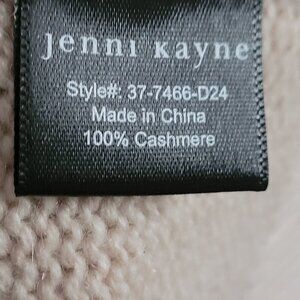 Jenni Kayne
Style#: 37-7466-D24
Made in China
100% Cashmere